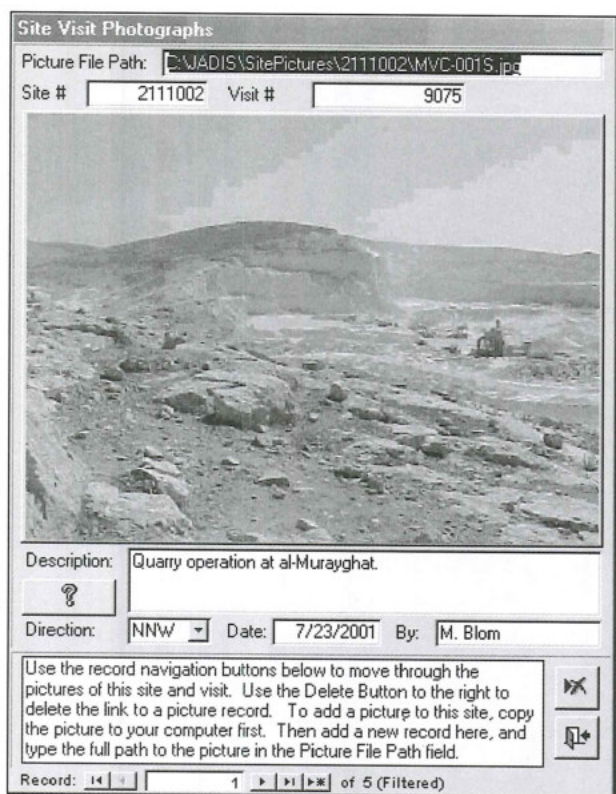 Site Visit Photographs
Picture File Path: C:\JADIS\SitePictures\2111002\MVC-001S.jpg
Site # 2111002 Visit # 9075
Description: Quarry operation at al-Murayghat.
?
Direction: NNW Date: 7/23/2001 By: M. Blom
Use the record navigation buttons below to move through the
pictures of this site and visit. Use the Delete Button to the right to
delete the link to a picture record. To add a picture to this site, copy
the picture to your computer first. Then add a new record here, and
type the full path to the picture in the Picture File Path field.
Record: 1 of 5 (Filtered)